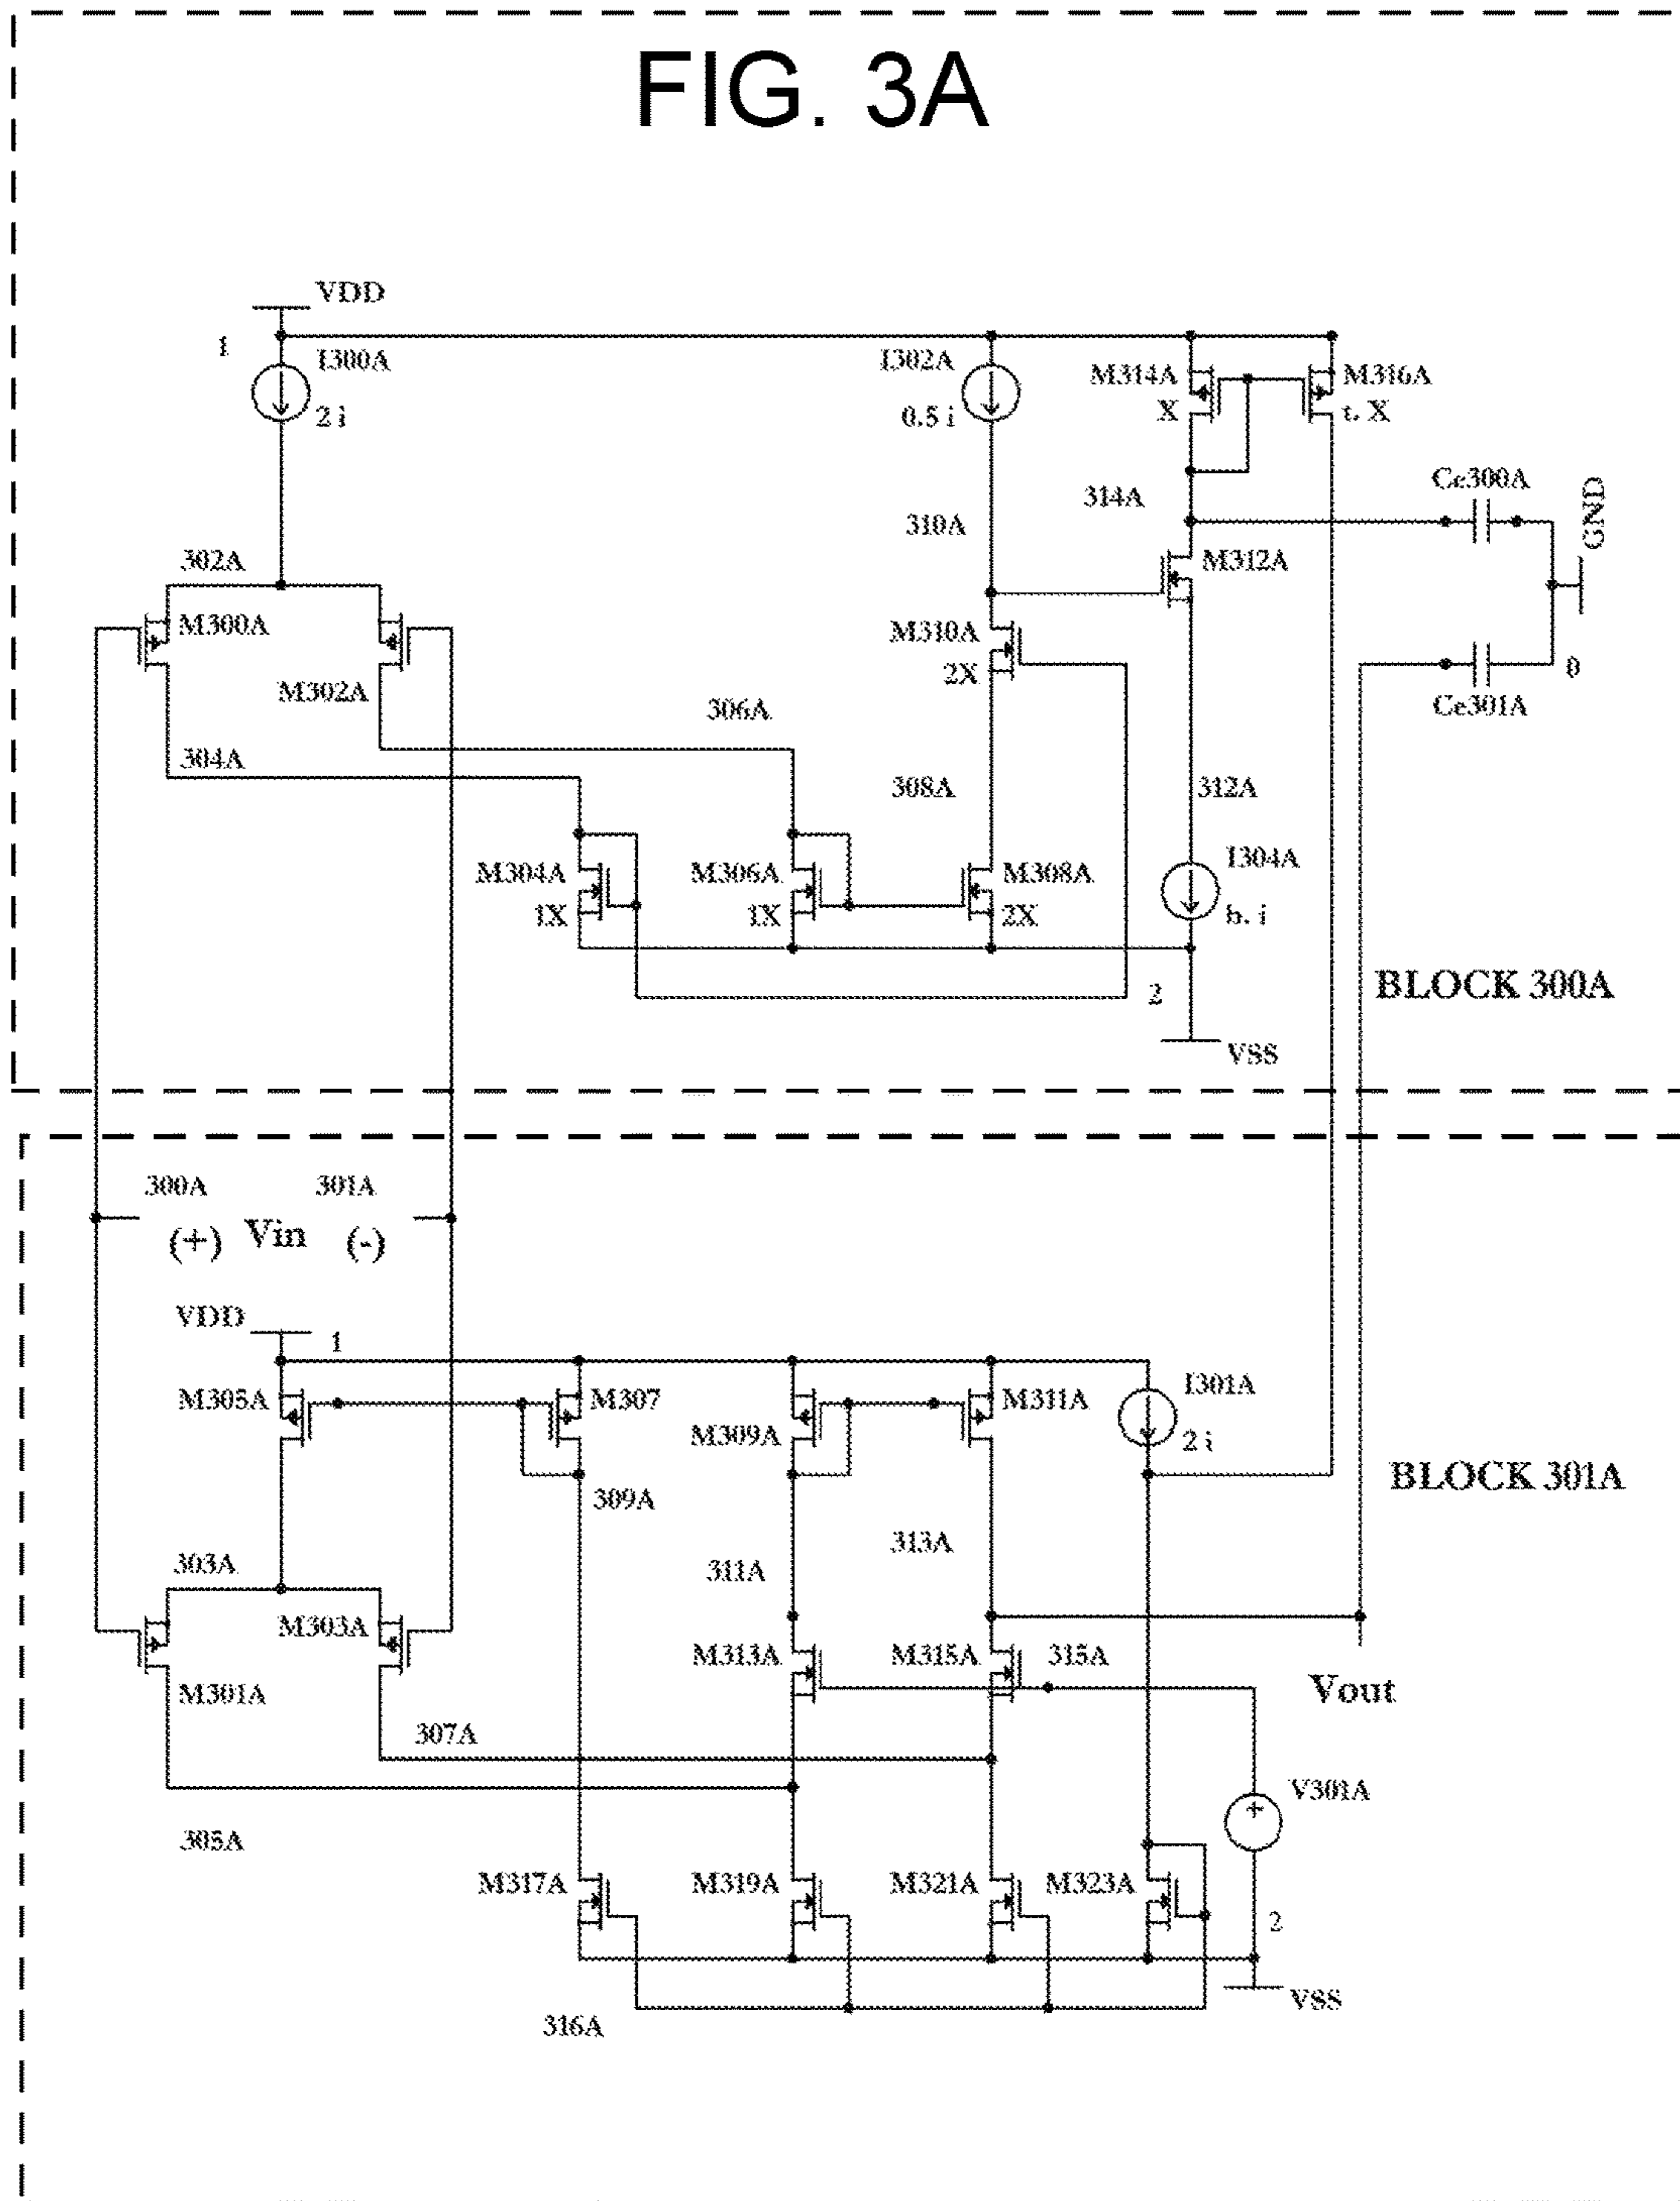 FIG. 3A
VDD
1
I300A
2 i
I302A
0.5 i
M314A
X
M316A
t. X
314A
310A
Cc300A
GND
302A
M300A
M302A
M312A
M310A
2X
Cc301A
0
306A
304A
308A
312A
M304A
1X
M306A
1X
M308A
2X
I304A
b. i
2
VSS
BLOCK 300A
300A
301A
(+) Vin (-)
VDD
1
M305A
M307
M309A
M311A
I301A
2 i
BLOCK 301A
309A
313A
311A
303A
M303A
M301A
M313A
M315A
315A
Vout
307A
V301A
+
305A
M317A
M319A
M321A
M323A
2
VSS
316A